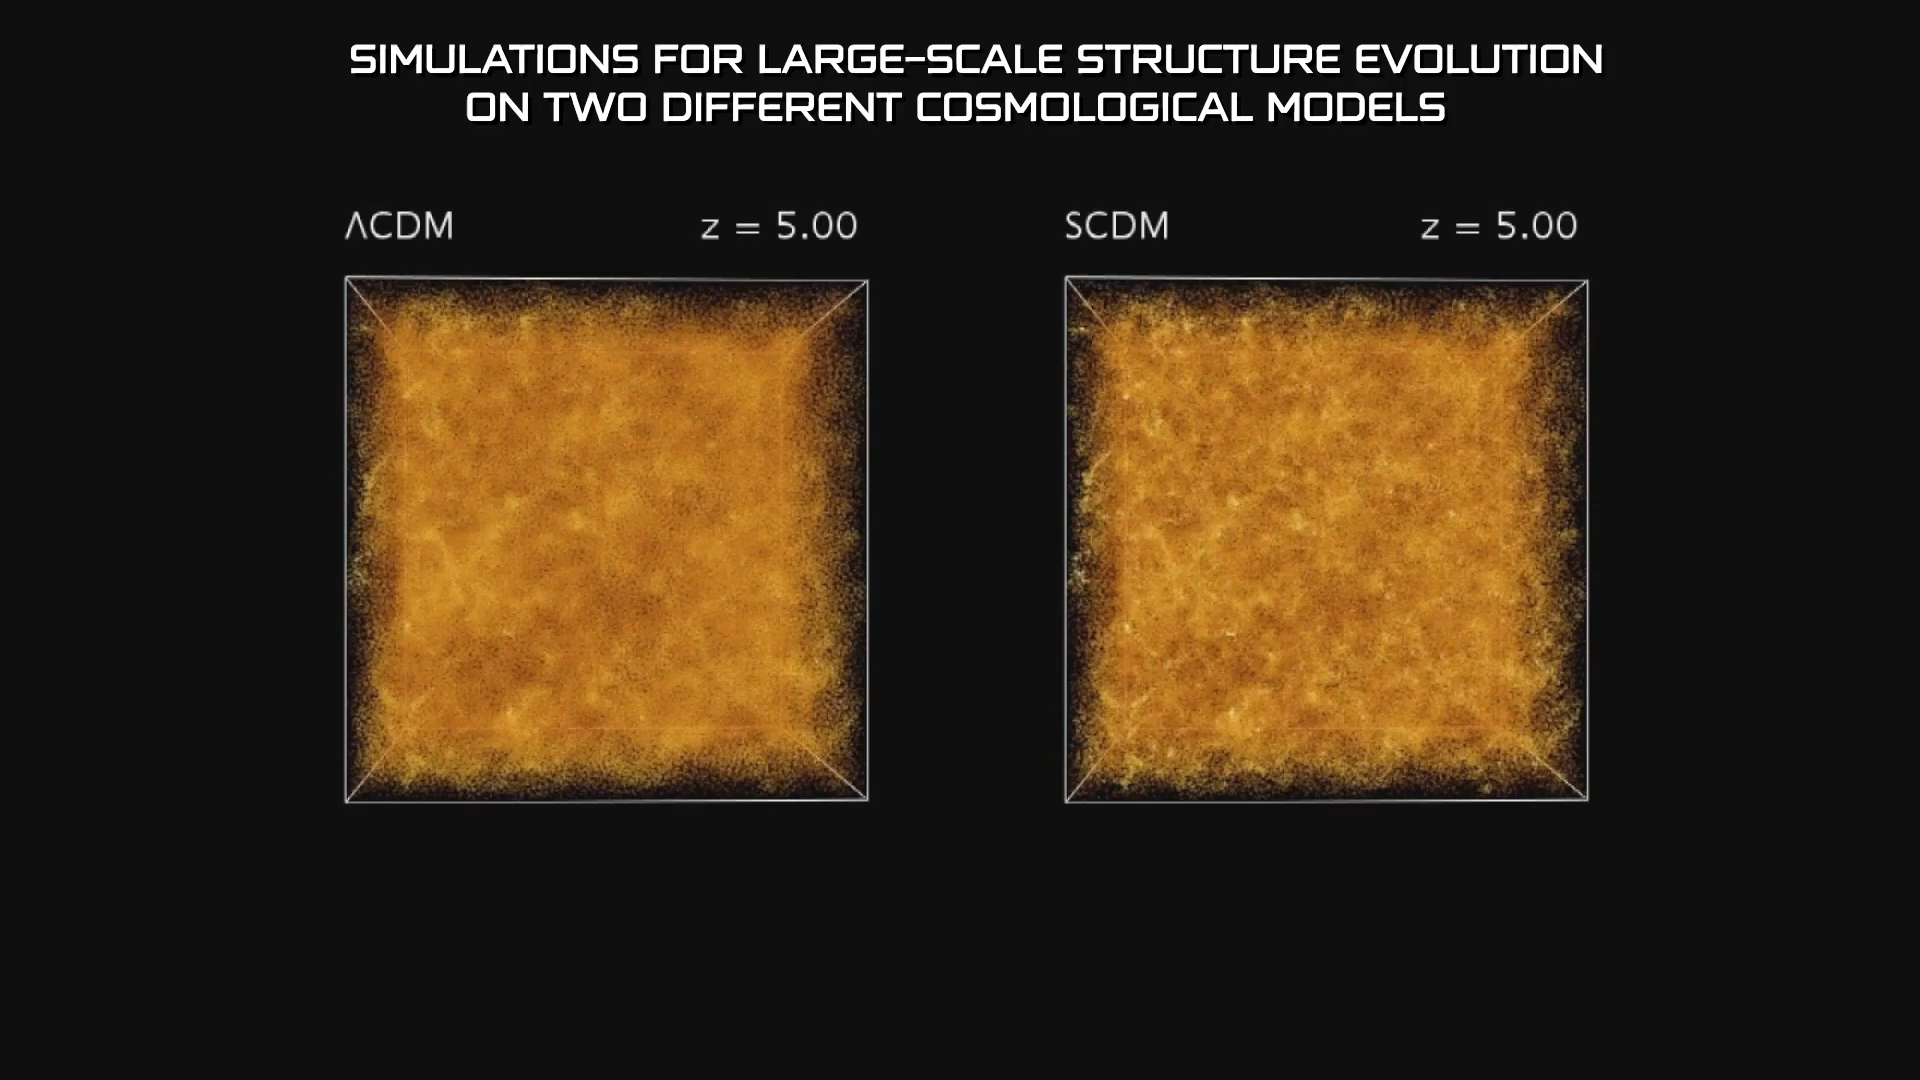 SIMULATIONS FOR LARGE-SCALE STRUCTURE EVOLUTION
ON TWO DIFFERENT COSMOLOGICAL MODELS
ΛCDM z = 5.00
SCDM z = 5.00